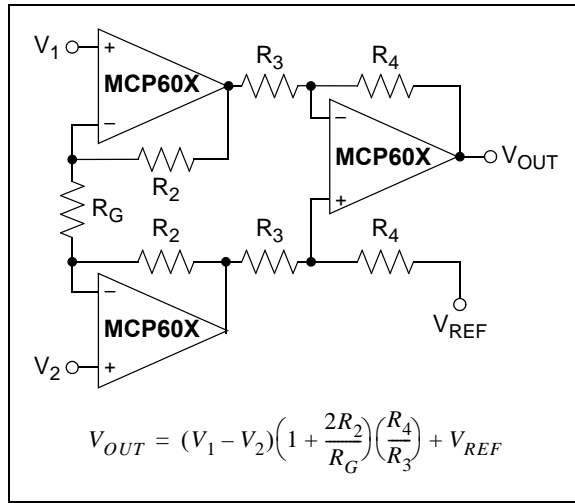 V1
+
MCP60X
−
R3
R4
R2
−
MCP60X
+
VOUT
RG
R2
R3
R4
−
MCP60X
+
V2
VREF
VOUT = (V1 – V2)(1 + 2R2/RG)(R4/R3) + VREF